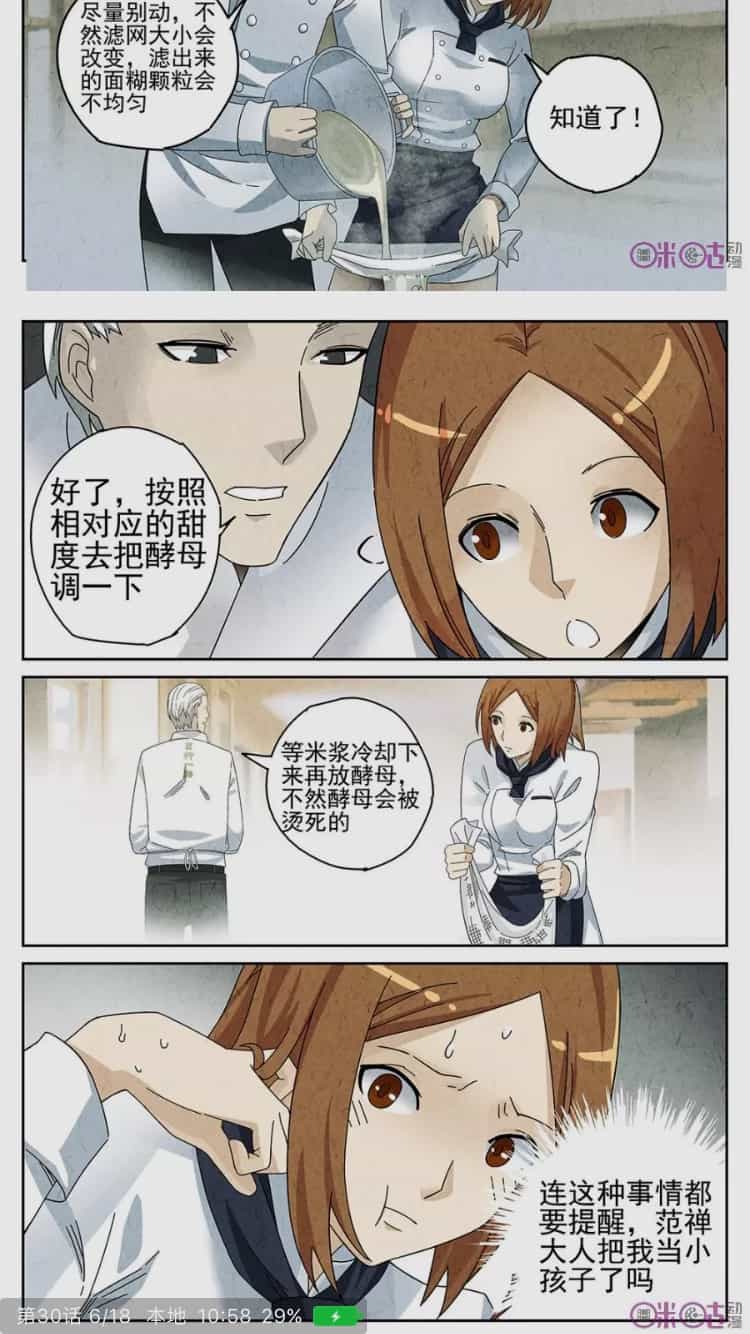 尽量别动，不
然滤网大小会
改变，滤出来
的面糊颗粒会
不均匀
知道了！
咪咕动漫
好了，按照
相对应的甜
度去把酵母
调一下
等米浆冷却下
来再放酵母，
不然酵母会被
烫死的
连这种事情都
要提醒，范禅
大人把我当小
孩子了吗
第30话 6/18 本地 10:58 29%
咪咕动漫